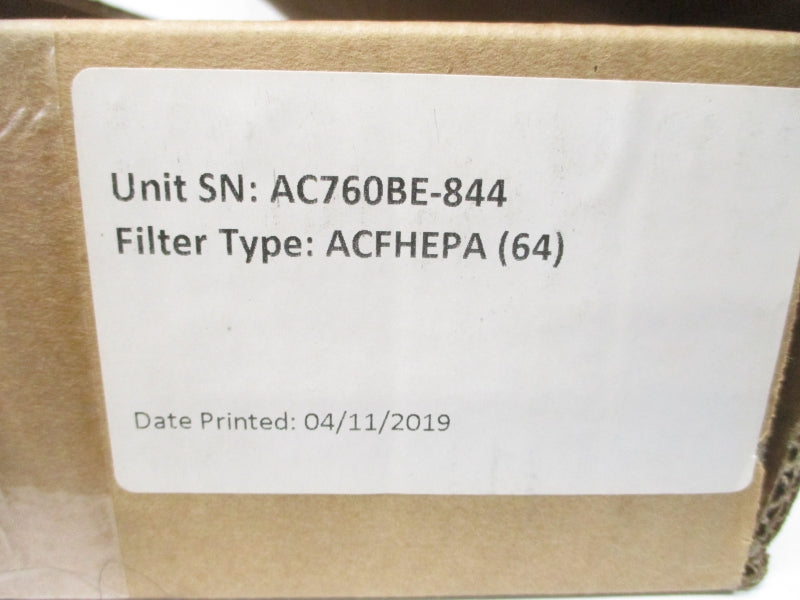 Unit SN: AC760BE-844
Filter Type: ACFHEPA (64)
Date Printed: 04/11/2019